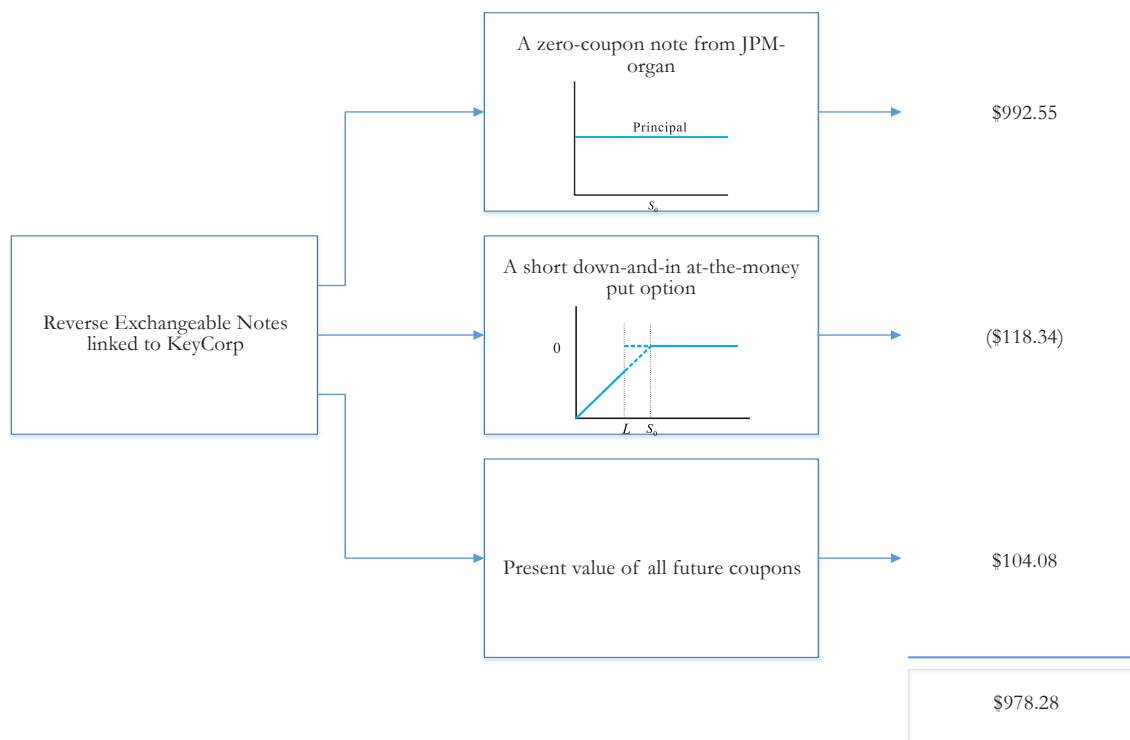 A zero-coupon note from JPM-
organ
Principal
S₀
$992.55
Reverse Exchangeable Notes
linked to KeyCorp
A short down-and-in at-the-money
put option
0
L S₀
($118.34)
Present value of all future coupons
$104.08
$978.28